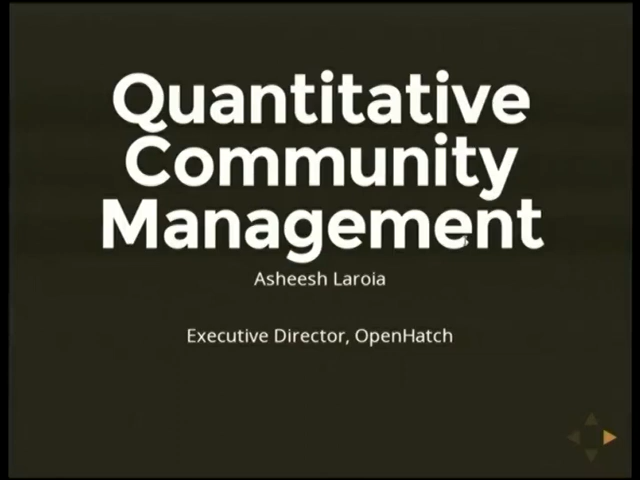 Quantitative
Community
Management
Asheesh Laroia
Executive Director, OpenHatch